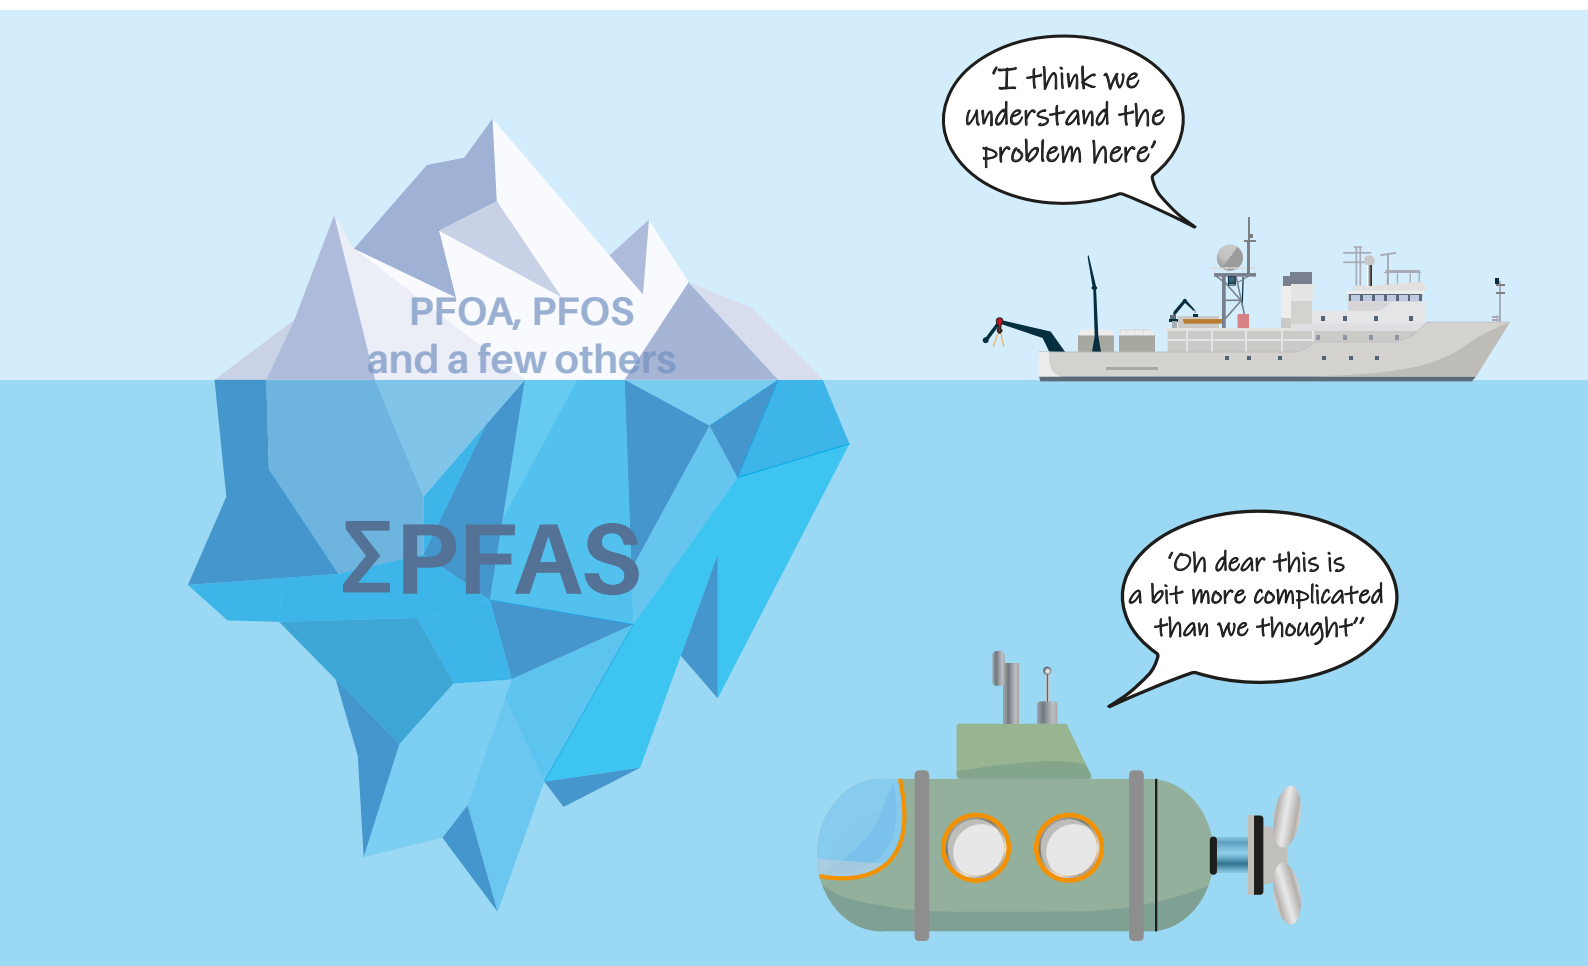 'I think we
understand the
problem here'
PFOA, PFOS
and a few others
ΣPFAS
'Oh dear this is
a bit more complicated
than we thought''